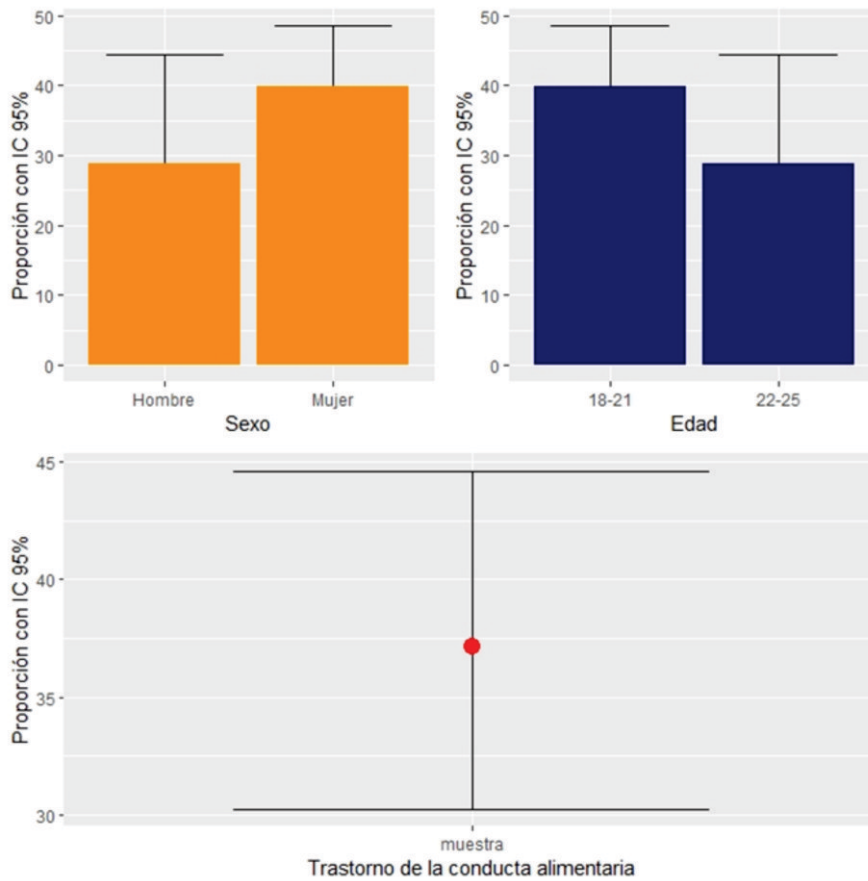 Proporción con IC 95%
50
40
30
20
10
0
Hombre
Mujer
Sexo
Proporción con IC 95%
50
40
30
20
10
0
18-21
22-25
Edad
Proporción con IC 95%
45
40
35
30
muestra
Trastorno de la conducta alimentaria